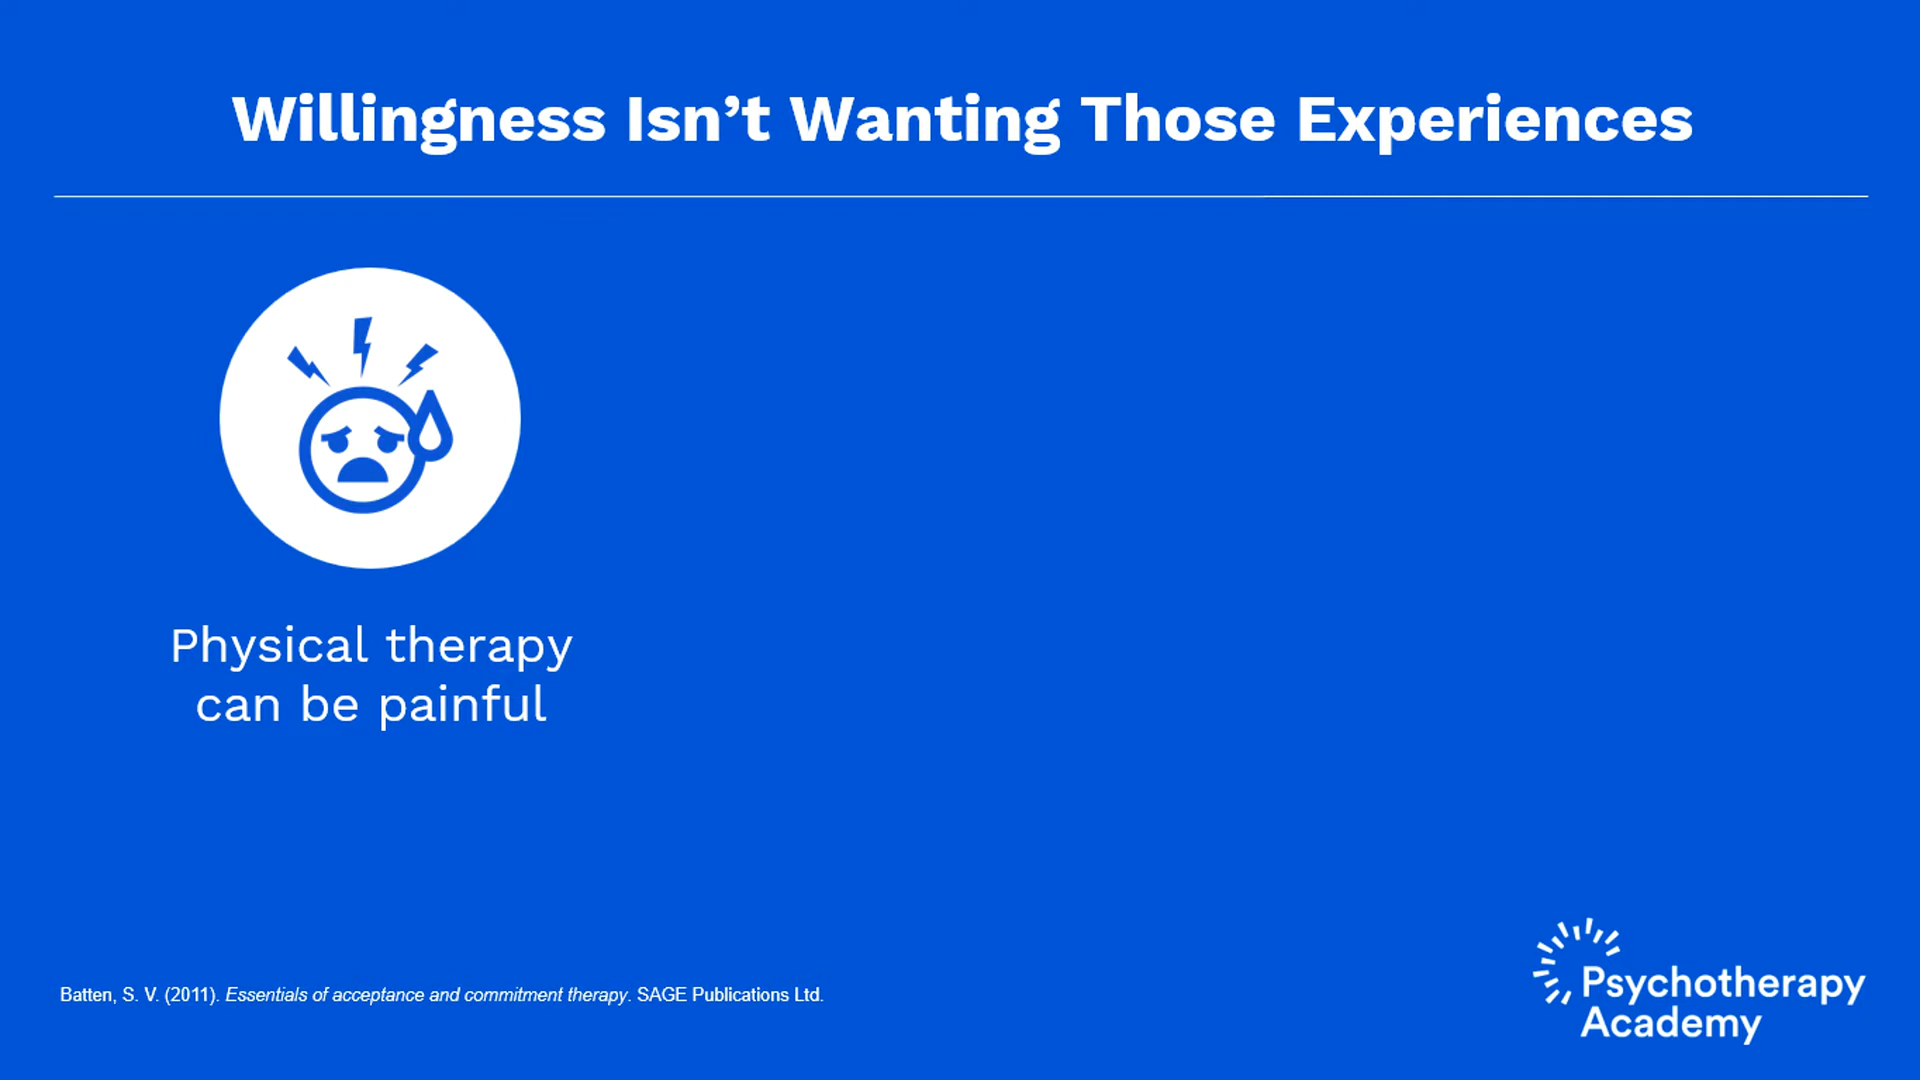 Willingness Isn’t Wanting Those Experiences
Physical therapy
can be painful
Batten, S. V. (2011). Essentials of acceptance and commitment therapy. SAGE Publications Ltd.
Psychotherapy
Academy